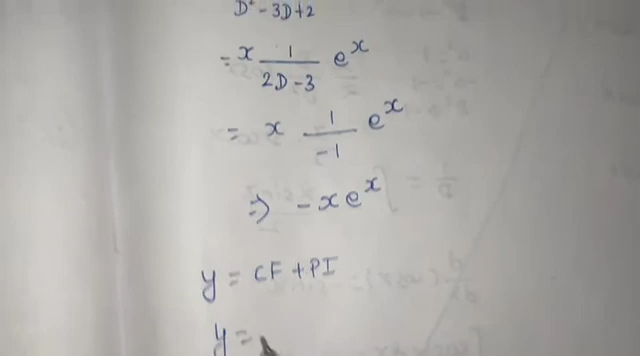 D² - 3D + 2
= x 1/(2D - 3) eˣ
= x 1/(-1) eˣ
⇒ - x eˣ
y = CF + PI
y =